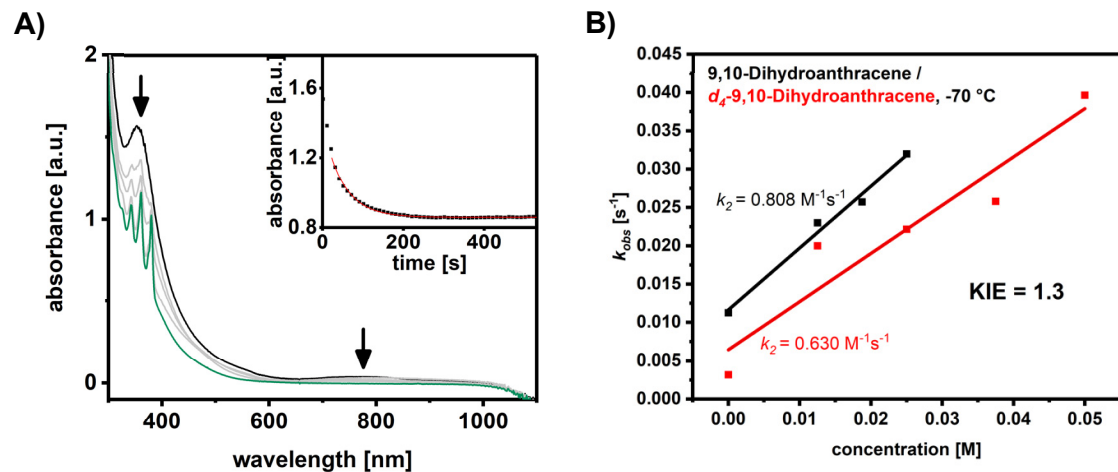 A)
2
1
0
absorbance [a.u.]
400
600
800
1000
wavelength [nm]
1.6
1.2
0.8
absorbance [a.u.]
0
200
400
time [s]
B)
0.045
0.040
0.035
0.030
0.025
0.020
0.015
0.010
0.005
0.000
k_obs [s⁻¹]
9,10-Dihydroanthracene /
d₄-9,10-Dihydroanthracene, -70 °C
k₂ = 0.808 M⁻¹s⁻¹
KIE = 1.3
k₂ = 0.630 M⁻¹s⁻¹
0.00
0.01
0.02
0.03
0.04
0.05
concentration [M]